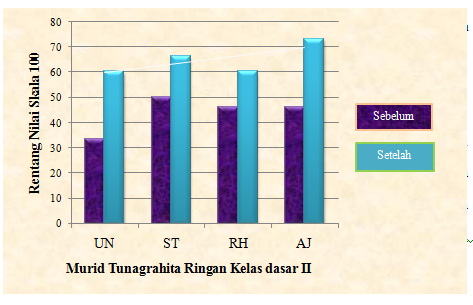 80
70
60
50
40
30
20
10
0
Rentang Nilai Skala 100
UN ST RH AJ
Murid Tunagrahita Ringan Kelas dasar II
Sebelum
Setelah